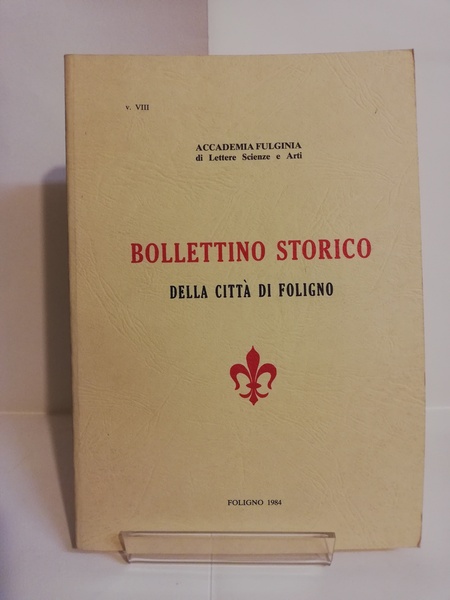 v. VIII
ACCADEMIA FULGINIA
di Lettere Scienze e Arti
BOLLETTINO STORICO
DELLA CITTÀ DI FOLIGNO
FOLIGNO 1984